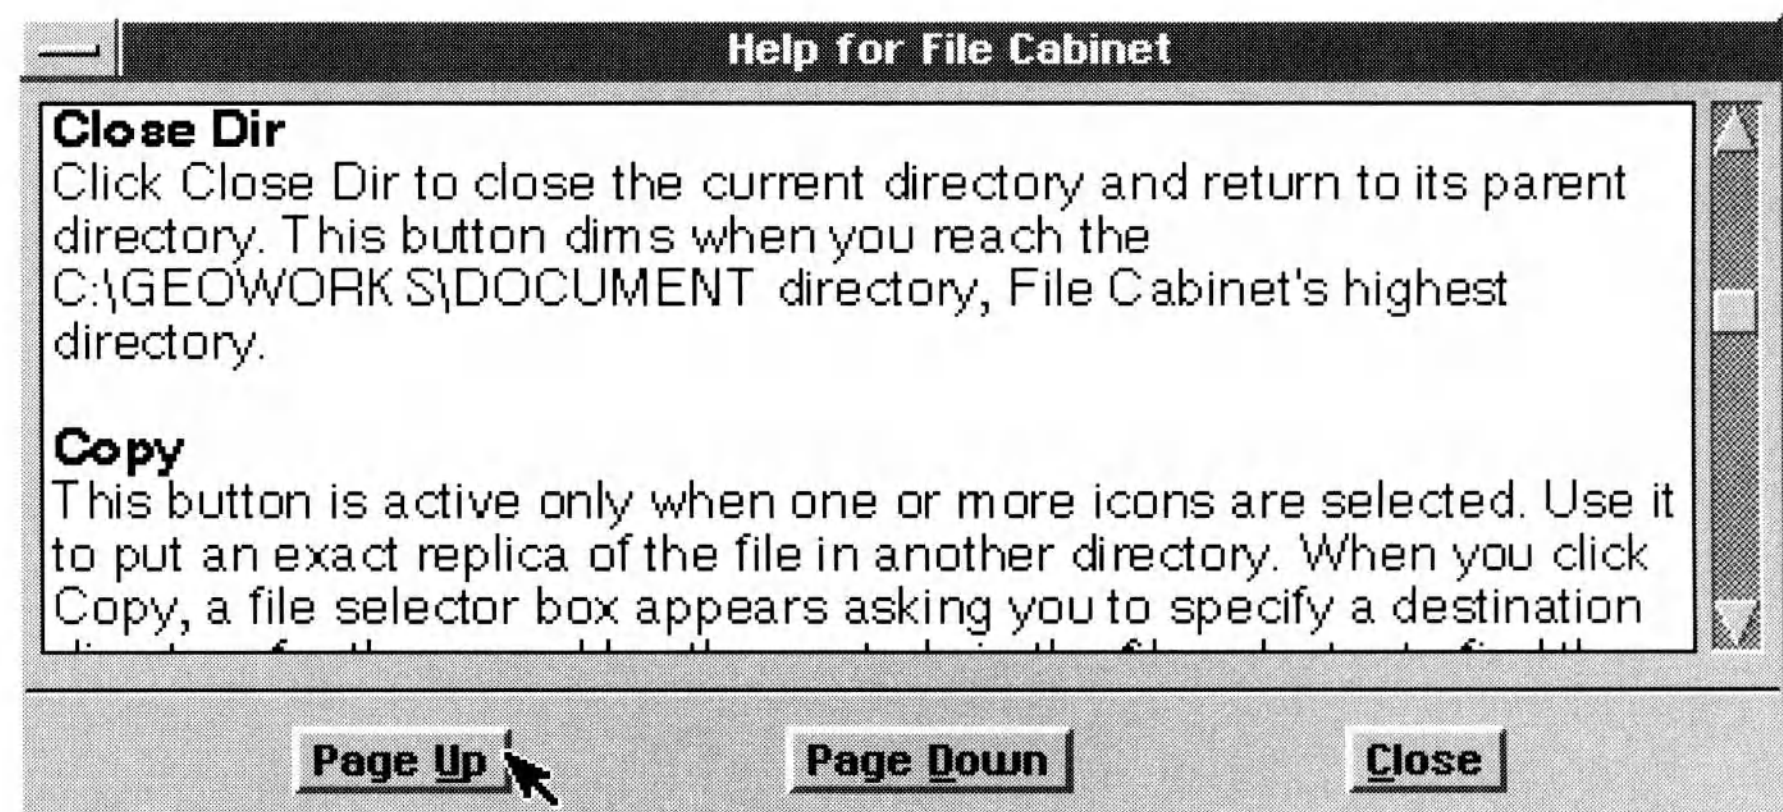 Help for File Cabinet
Close Dir
Click Close Dir to close the current directory and return to its parent
directory. This button dims when you reach the
C:\GEOWORKS\DOCUMENT directory, File Cabinet's highest
directory.
Copy
This button is active only when one or more icons are selected. Use it
to put an exact replica of the file in another directory. When you click
Copy, a file selector box appears asking you to specify a destination
Page Up Page Down Close